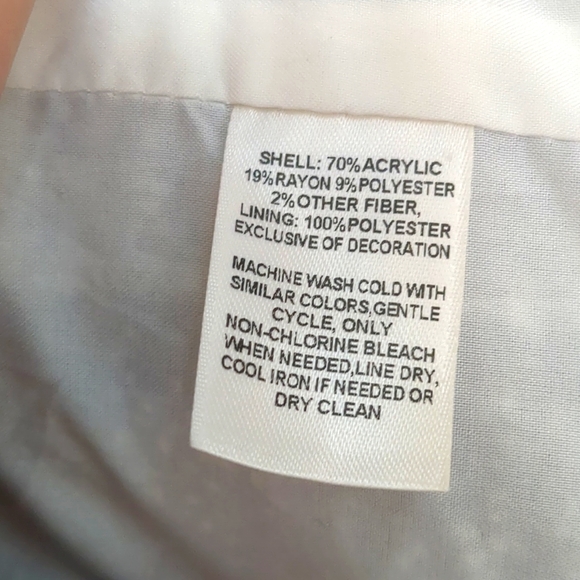 SHELL: 70%ACRYLIC
19%RAYON 9%POLYESTER
2%OTHER FIBER,
LINING: 100%POLYESTER
EXCLUSIVE OF DECORATION
MACHINE WASH COLD WITH
SIMILAR COLORS,GENTLE
CYCLE, ONLY
NON-CHLORINE BLEACH
WHEN NEEDED,LINE DRY,
COOL IRON IF NEEDED OR
DRY CLEAN